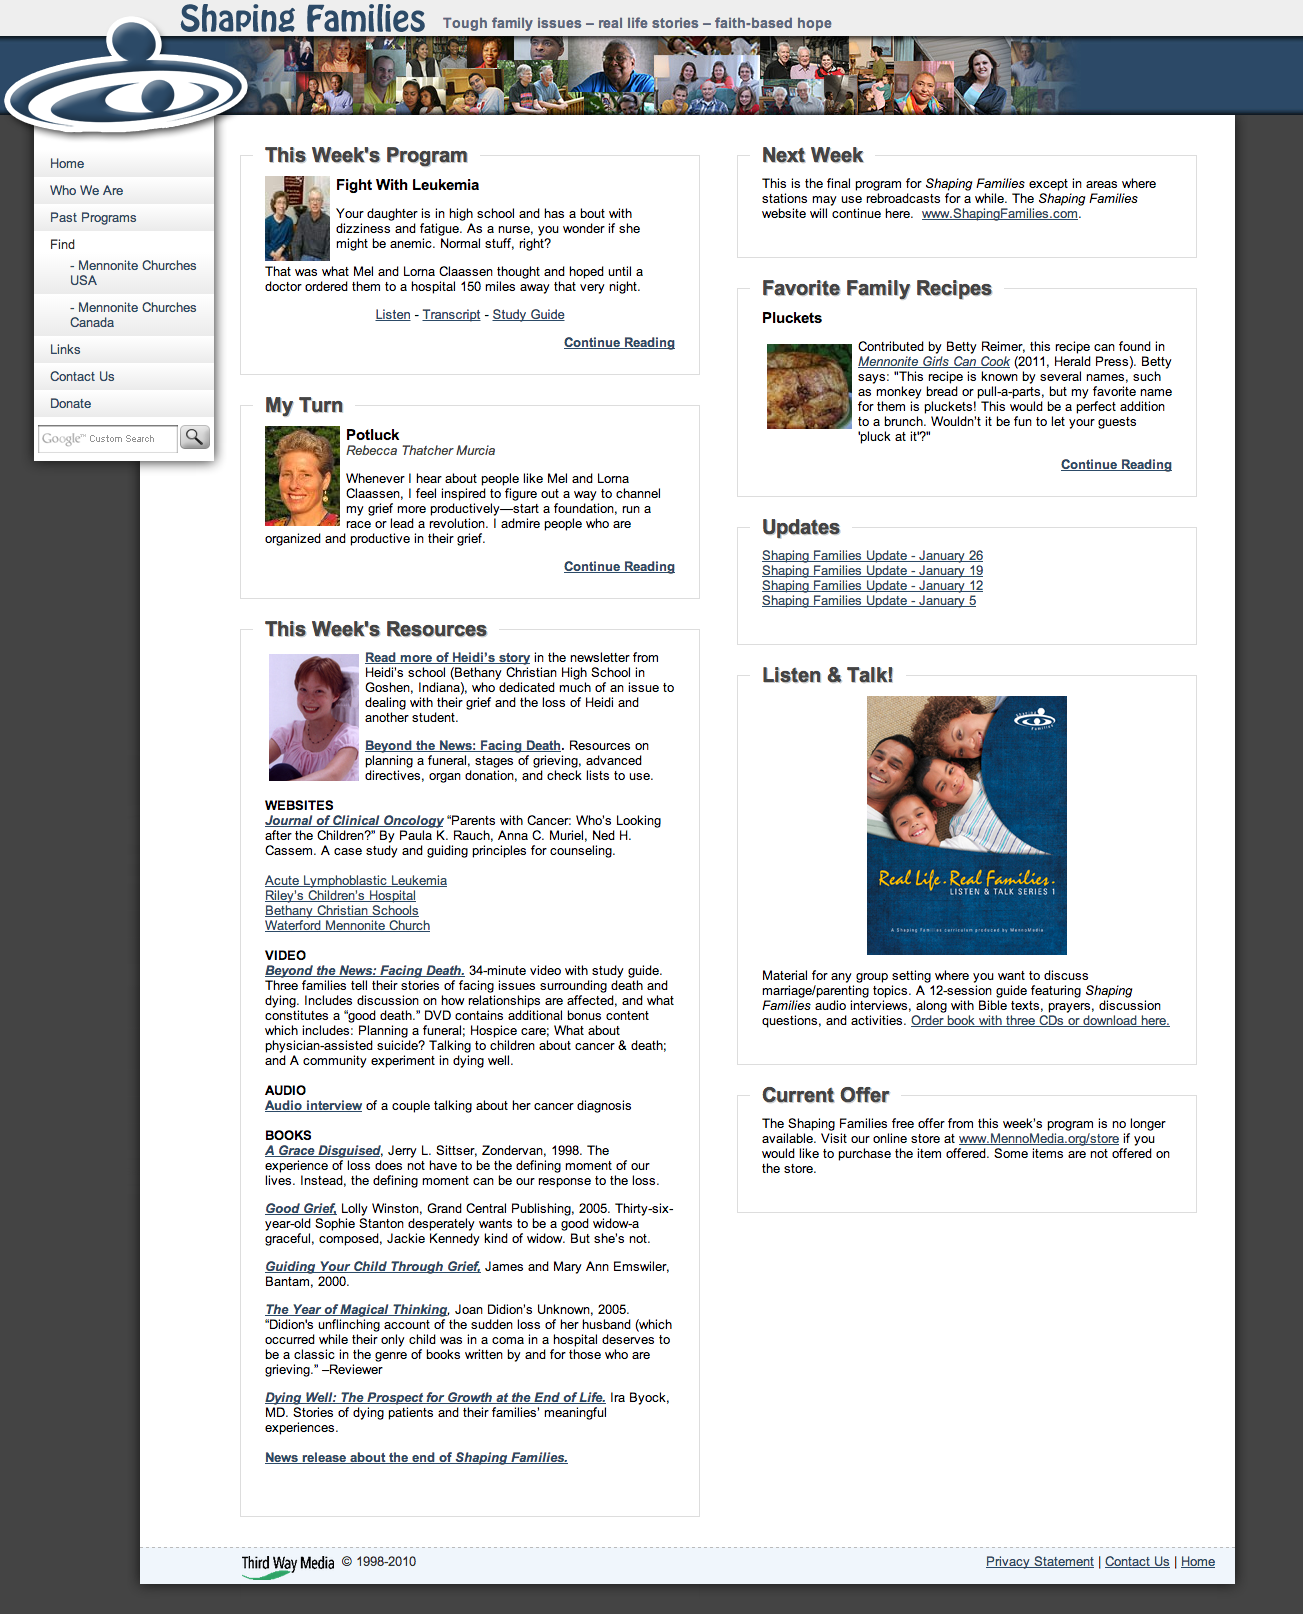 Shaping Families
Tough family issues – real life stories – faith-based hope
Home
Who We Are
Past Programs
Find
- Mennonite Churches
USA
- Mennonite Churches
Canada
Links
Contact Us
Donate
Google™ Custom Search
This Week's Program
Fight With Leukemia
Your daughter is in high school and has a bout with
dizziness and fatigue. As a nurse, you wonder if she
might be anemic. Normal stuff, right?
That was what Mel and Lorna Claassen thought and hoped until a
doctor ordered them to a hospital 150 miles away that very night.
Listen - Transcript - Study Guide
Continue Reading
My Turn
Potluck
Rebecca Thatcher Murcia
Whenever I hear about people like Mel and Lorna
Claassen, I feel inspired to figure out a way to channel
my grief more productively—start a foundation, run a
race or lead a revolution. I admire people who are
organized and productive in their grief.
Continue Reading
This Week's Resources
Read more of Heidi's story in the newsletter from
Heidi's school (Bethany Christian High School in
Goshen, Indiana), who dedicated much of an issue to
dealing with their grief and the loss of Heidi and
another student.
Beyond the News: Facing Death. Resources on
planning a funeral, stages of grieving, advanced
directives, organ donation, and check lists to use.
WEBSITES
Journal of Clinical Oncology “Parents with Cancer: Who's Looking
after the Children?” By Paula K. Rauch, Anna C. Muriel, Ned H.
Cassem. A case study and guiding principles for counseling.
Acute Lymphoblastic Leukemia
Riley's Children's Hospital
Bethany Christian Schools
Waterford Mennonite Church
VIDEO
Beyond the News: Facing Death. 34-minute video with study guide.
Three families tell their stories of facing issues surrounding death and
dying. Includes discussion on how relationships are affected, and what
constitutes a “good death.” DVD contains additional bonus content
which includes: Planning a funeral; Hospice care; What about
physician-assisted suicide? Talking to children about cancer & death;
and A community experiment in dying well.
AUDIO
Audio interview of a couple talking about her cancer diagnosis
BOOKS
A Grace Disguised, Jerry L. Sittser, Zondervan, 1998. The
experience of loss does not have to be the defining moment of our
lives. Instead, the defining moment can be our response to the loss.
Good Grief, Lolly Winston, Grand Central Publishing, 2005. Thirty-six-
year-old Sophie Stanton desperately wants to be a good widow-a
graceful, composed, Jackie Kennedy kind of widow. But she's not.
Guiding Your Child Through Grief, James and Mary Ann Emswiler,
Bantam, 2000.
The Year of Magical Thinking, Joan Didion's Unknown, 2005.
“Didion's unflinching account of the sudden loss of her husband (which
occurred while their only child was in a coma in a hospital deserves to
be a classic in the genre of books written by and for those who are
grieving.” –Reviewer
Dying Well: The Prospect for Growth at the End of Life. Ira Byock,
MD. Stories of dying patients and their families' meaningful
experiences.
News release about the end of Shaping Families.
Next Week
This is the final program for Shaping Families except in areas where
stations may use rebroadcasts for a while. The Shaping Families
website will continue here. www.ShapingFamilies.com.
Favorite Family Recipes
Pluckets
Contributed by Betty Reimer, this recipe can found in
Mennonite Girls Can Cook (2011, Herald Press). Betty
says: "This recipe is known by several names, such
as monkey bread or pull-a-parts, but my favorite name
for them is pluckets! This would be a perfect addition
to a brunch. Wouldn't it be fun to let your guests
'pluck at it'?"
Continue Reading
Updates
Shaping Families Update - January 26
Shaping Families Update - January 19
Shaping Families Update - January 12
Shaping Families Update - January 5
Listen & Talk!
Shaping
Families
Real Life. Real Families.
LISTEN & TALK SERIES 1
A Shaping Families curriculum produced by MennoMedia
Material for any group setting where you want to discuss
marriage/parenting topics. A 12-session guide featuring Shaping
Families audio interviews, along with Bible texts, prayers, discussion
questions, and activities. Order book with three CDs or download here.
Current Offer
The Shaping Families free offer from this week's program is no longer
available. Visit our online store at www.MennoMedia.org/store if you
would like to purchase the item offered. Some items are not offered on
the store.
Third Way Media © 1998-2010
Privacy Statement | Contact Us | Home